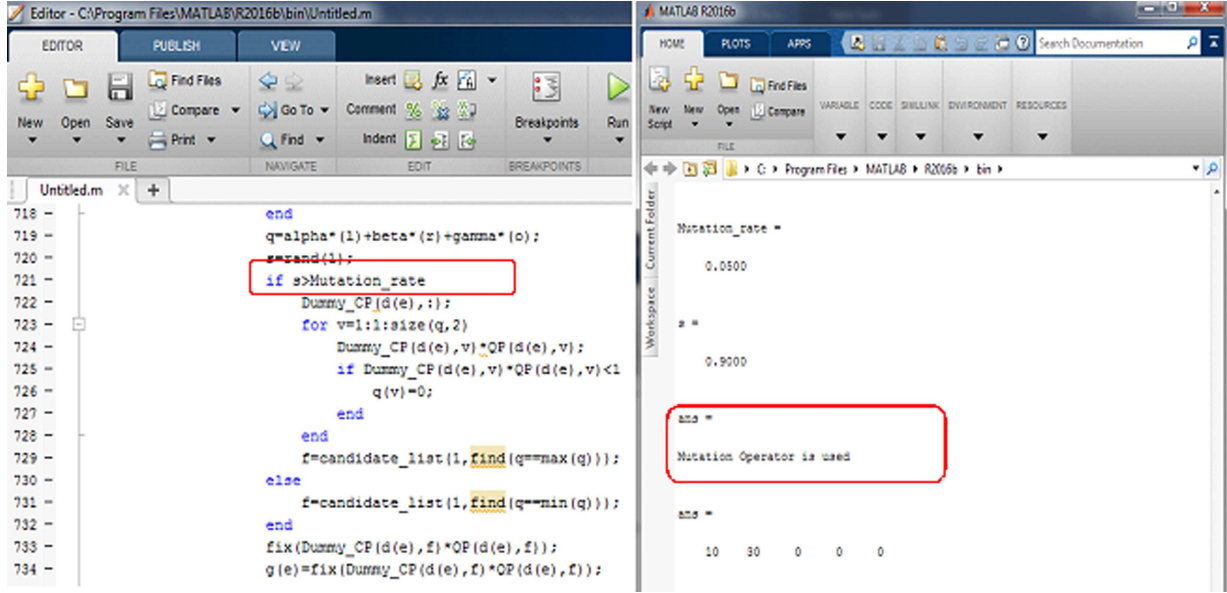 Editor - C:\Program Files\MATLAB\R2016b\bin\Untitled.m
EDITOR PUBLISH VIEW
New Open Save Find Files Compare Print
Go To Find
Insert fx
Comment
Indent
Breakpoints Run
FILE NAVIGATE EDIT BREAKPOINTS
Untitled.m × +
718 – end
719 – q=alpha*(l)+beta*(r)+gamma*(o);
720 – s=rand(1);
721 – if s>Mutation_rate
722 – Dummy_CP(d(e),:);
723 – for v=1:1:size(q,2)
724 – Dummy_CP(d(e),v)*QP(d(e),v);
725 – if Dummy_CP(d(e),v)*QP(d(e),v)<1
726 – q(v)=0;
727 – end
728 – end
729 – f=candidate_list(1,find(q==max(q)));
730 – else
731 – f=candidate_list(1,find(q==min(q)));
732 – end
733 – fix(Dummy_CP(d(e),f)*QP(d(e),f));
734 – g(e)=fix(Dummy_CP(d(e),f)*QP(d(e),f));
MATLAB R2016b
HOME PLOTS APPS Search Documentation
New Script New Open Find Files Compare
VARIABLE CODE SIMULINK ENVIRONMENT RESOURCES
FILE
C: Program Files MATLAB R2016b bin
Current Folder
Workspace
Mutation_rate =
0.0500
s =
0.9000
ans =
Mutation Operator is used
ans =
10 30 0 0 0